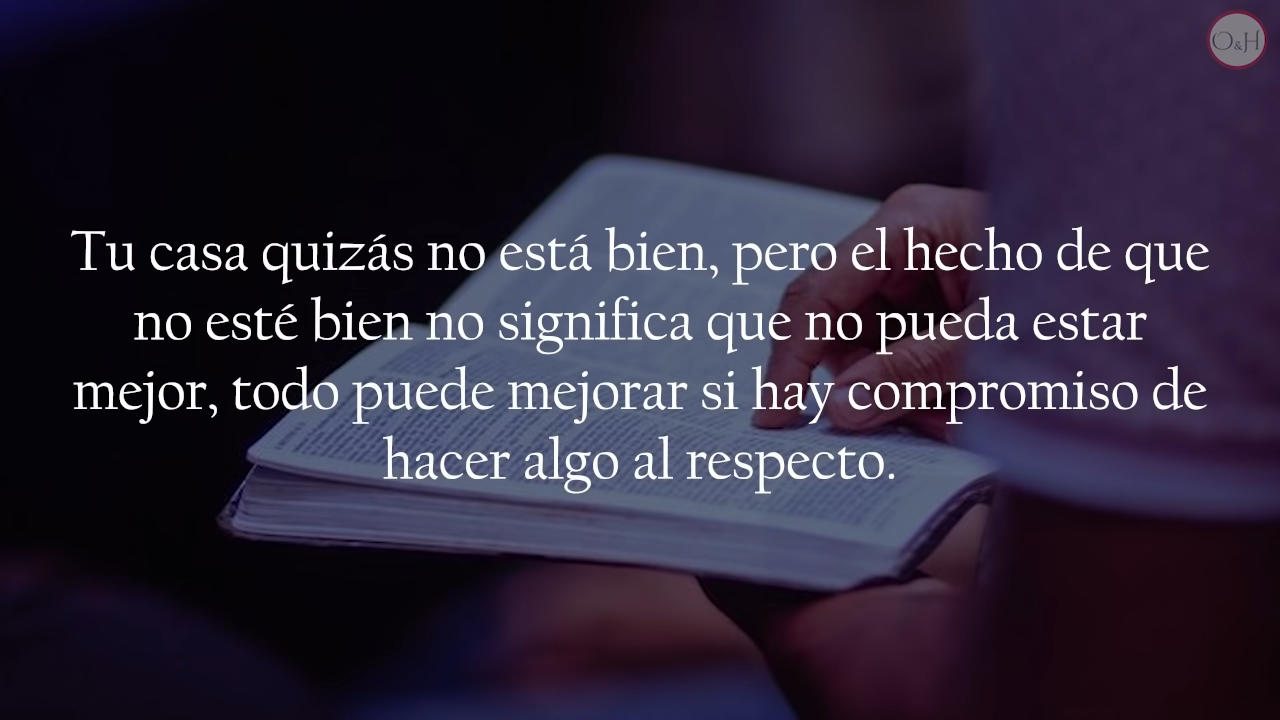 O&H
Tu casa quizás no está bien, pero el hecho de que
no esté bien no significa que no pueda estar
mejor, todo puede mejorar si hay compromiso de
hacer algo al respecto.